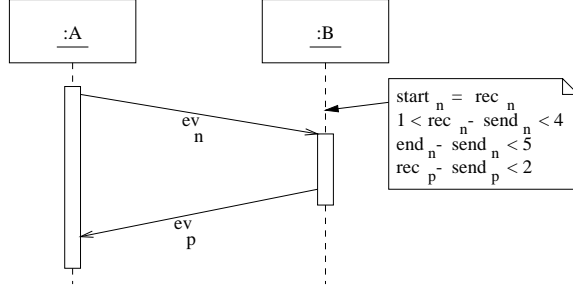 :A
:B
start n = rec n
1 < rec n - send n < 4
end n - send n < 5
rec p - send p < 2
ev n
ev p